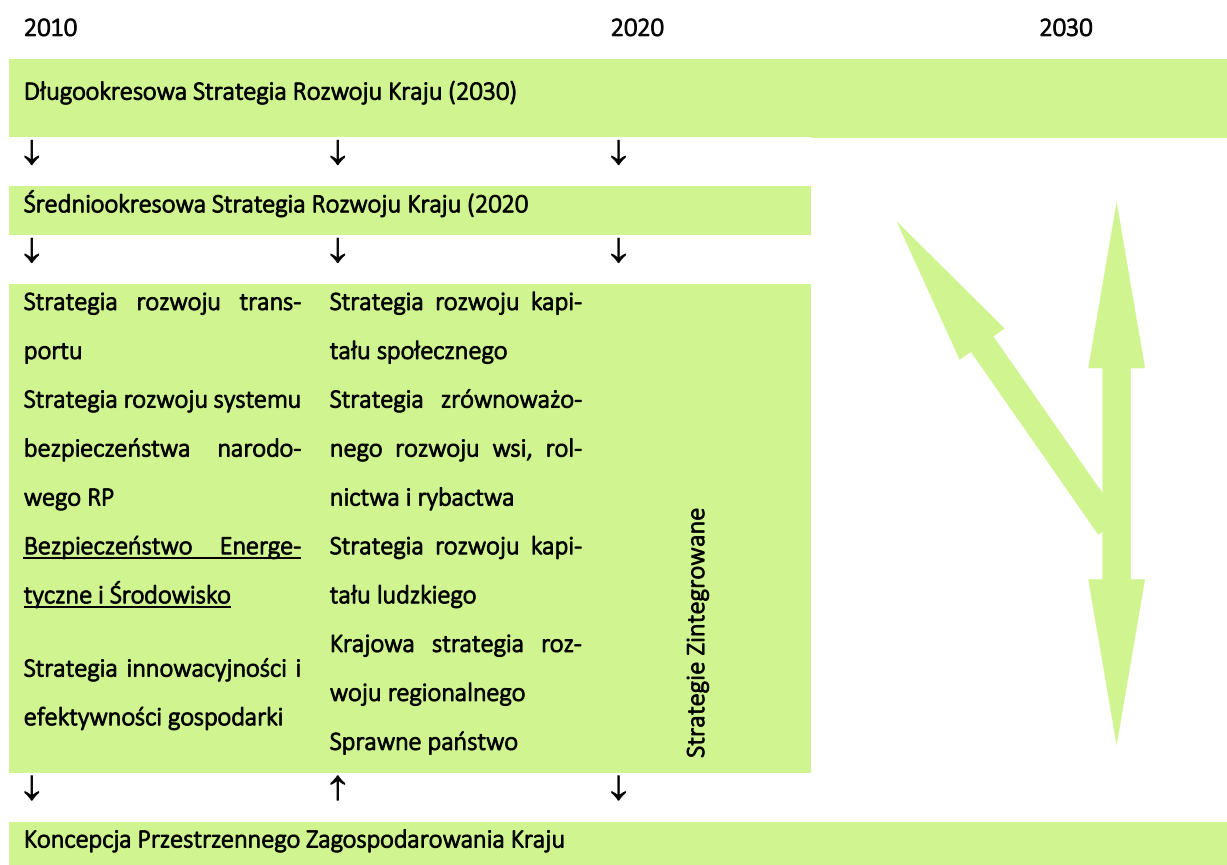 2010 2020 2030
Długookresowa Strategia Rozwoju Kraju (2030)
↓ ↓ ↓
Średniookresowa Strategia Rozwoju Kraju (2020
↓ ↓ ↓
Strategia rozwoju trans-
portu
Strategia rozwoju systemu
bezpieczeństwa narodo-
wego RP
Bezpieczeństwo Energe-
tyczne i Środowisko
Strategia innowacyjności i
efektywności gospodarki
Strategia rozwoju kapi-
tału społecznego
Strategia zrównoważo-
nego rozwoju wsi, rol-
nictwa i rybactwa
Strategia rozwoju kapi-
tału ludzkiego
Krajowa strategia roz-
woju regionalnego
Sprawne państwo
Strategie Zintegrowane
↓ ↑ ↓
Koncepcja Przestrzennego Zagospodarowania Kraju